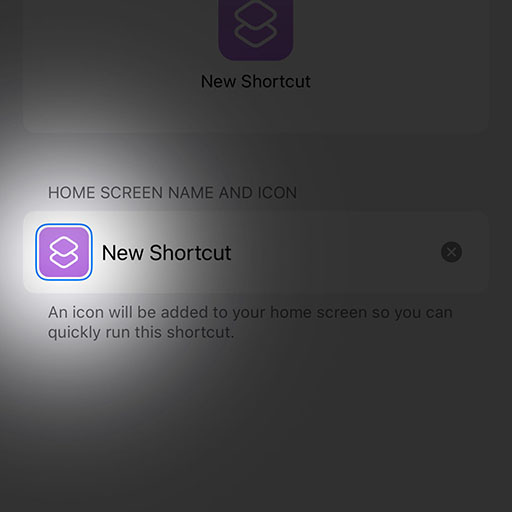 New Shortcut
HOME SCREEN NAME AND ICON
New Shortcut
An icon will be added to your home screen so you can
quickly run this shortcut.